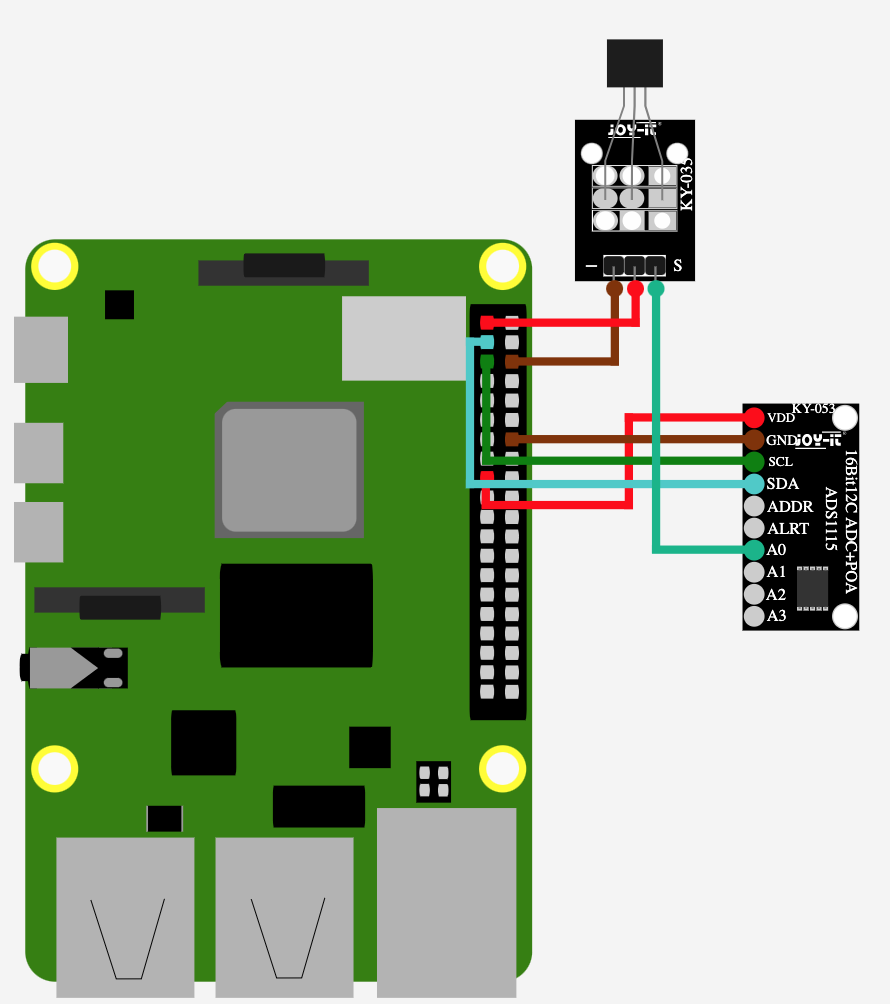 JOY-iT®
KY-035
– S
KY-053
JOY-iT®
VDD
GND
SCL
SDA
ADDR
ALRT
A0
A1
A2
A3
16Bit12C ADC+POA
ADS1115